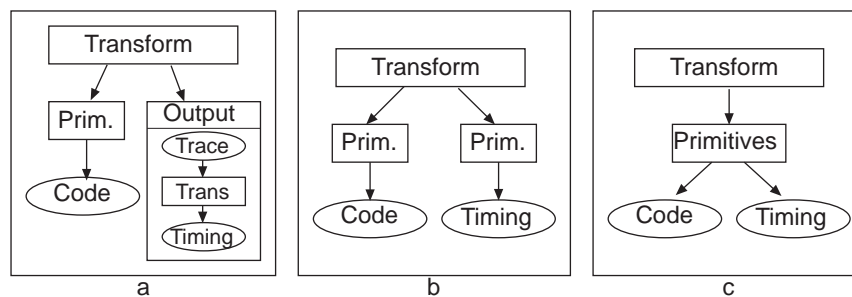 Transform
Prim.
Code
Output
Trace
Trans
Timing
a
Transform
Prim.
Prim.
Code
Timing
b
Transform
Primitives
Code
Timing
c